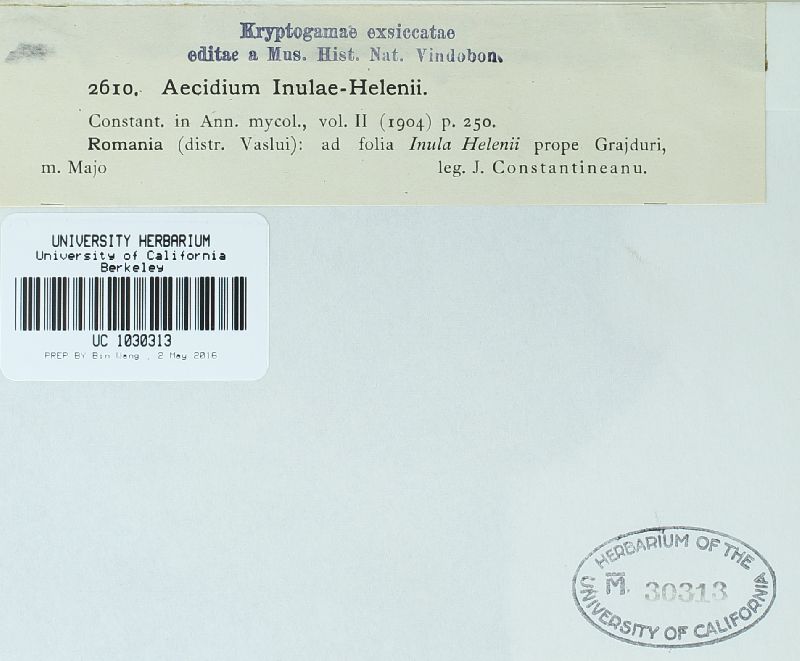 Kryptogamae exsiccatae
editae a Mus. Hist. Nat. Vindobon.
2610. Aecidium Inulae-Helenii.
Constant. in Ann. mycol., vol. II (1904) p. 250.
Romania (distr. Vaslui): ad folia Inula Helenii prope Grajduri,
m. Majo leg. J. Constantineanu.
UNIVERSITY HERBARIUM
University of California
Berkeley
UC 1030313
PREP BY Bin Wang , 2 May 2016
HERBARIUM OF THE
M. 30313
UNIVERSITY OF CALIFORNIA